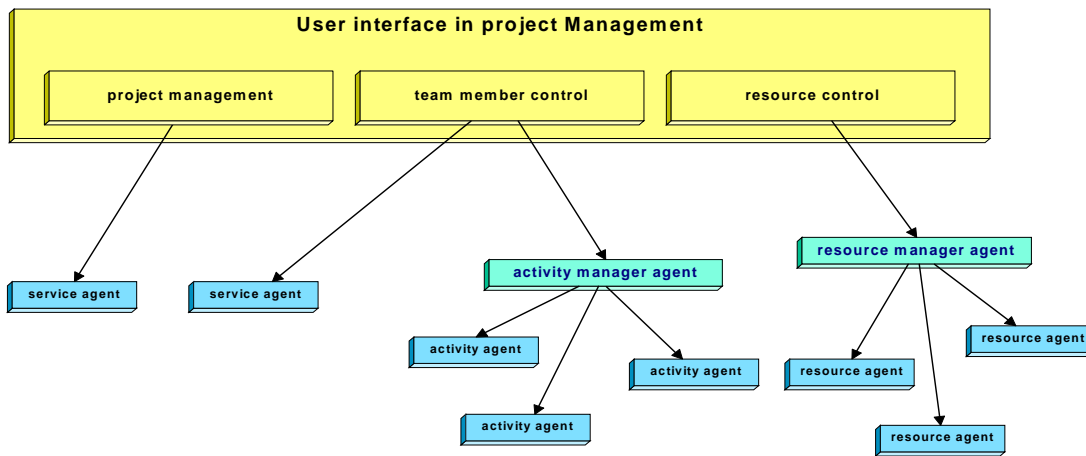 User interface in project Management
project management
team member control
resource control
resource manager agent
activity manager agent
service agent
service agent
resource agent
activity agent
activity agent
resource agent
activity agent
resource agent